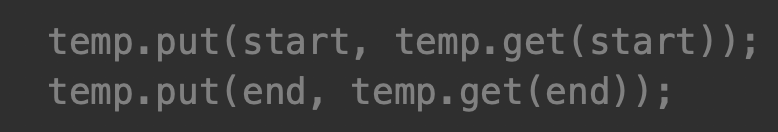 temp.put(start, temp.get(start));
temp.put(end, temp.get(end));